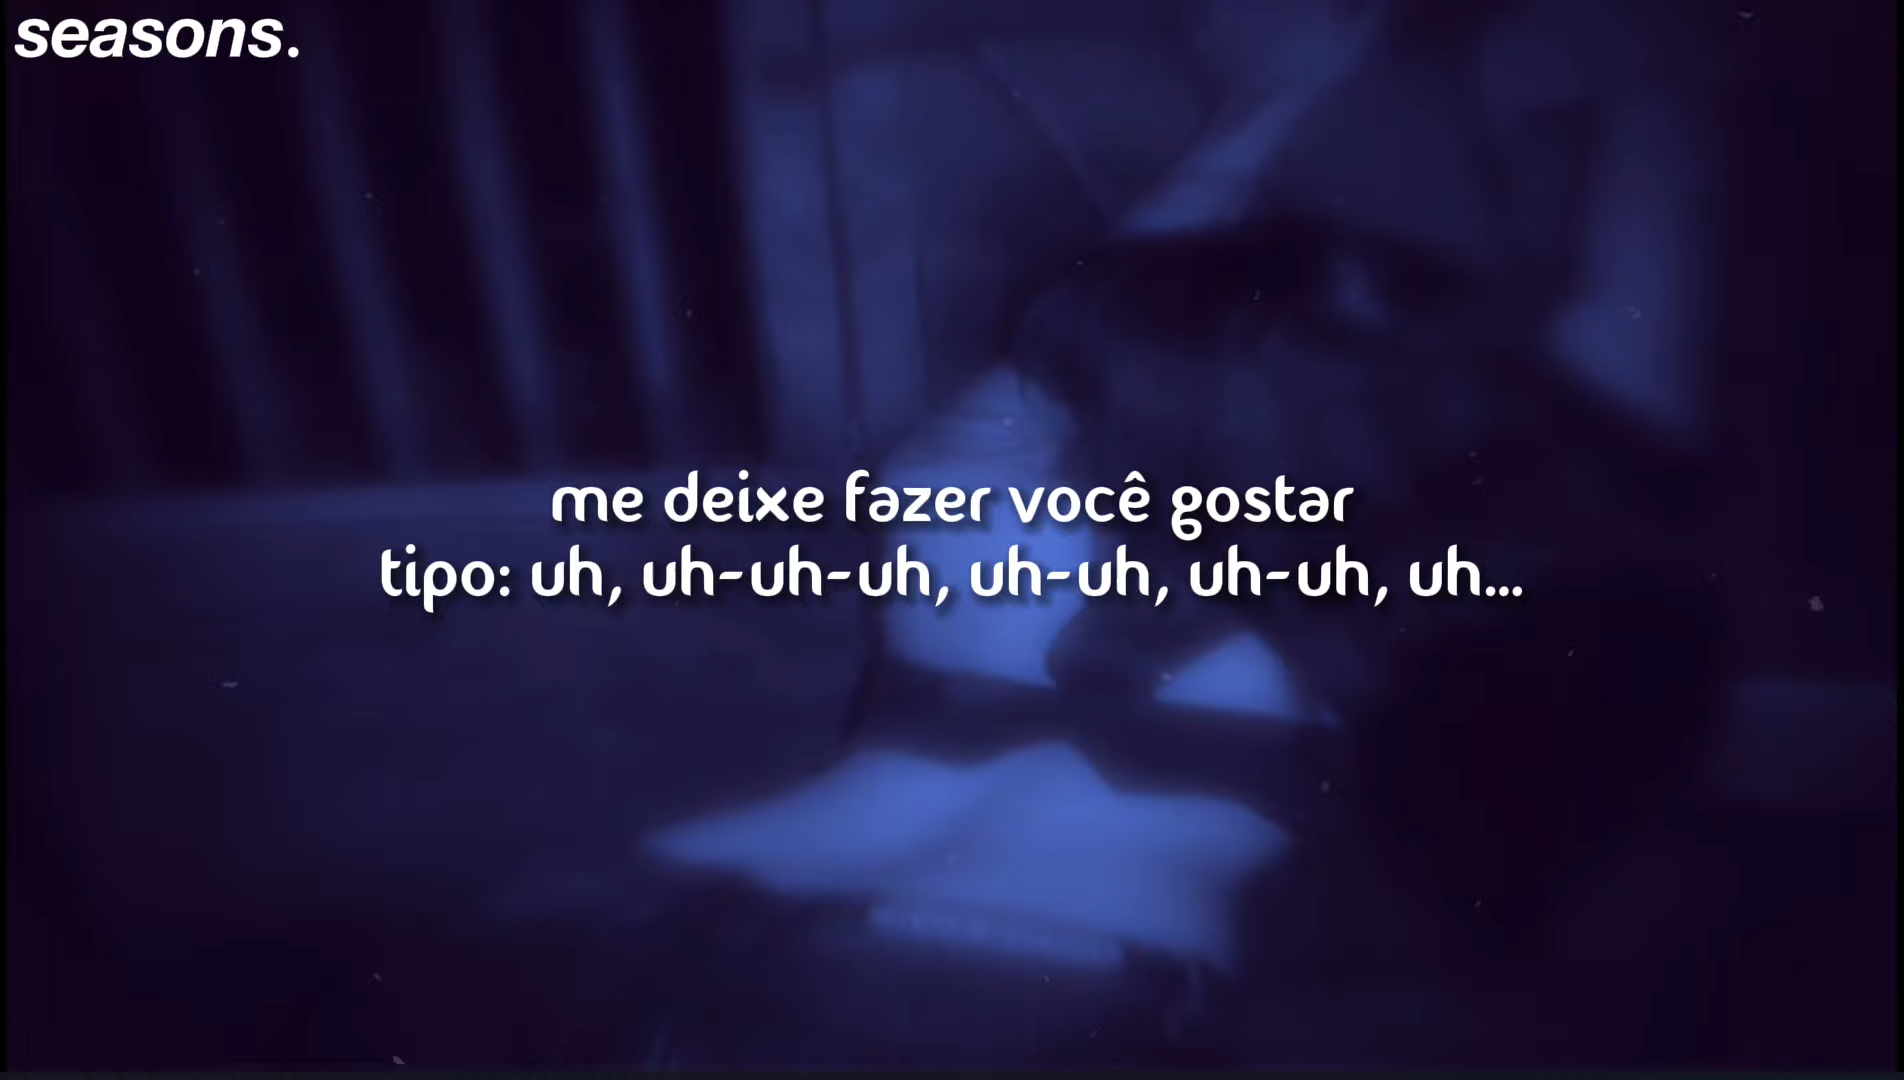 seasons.
me deixe fazer você gostar
tipo: uh, uh-uh-uh, uh-uh, uh-uh, uh...